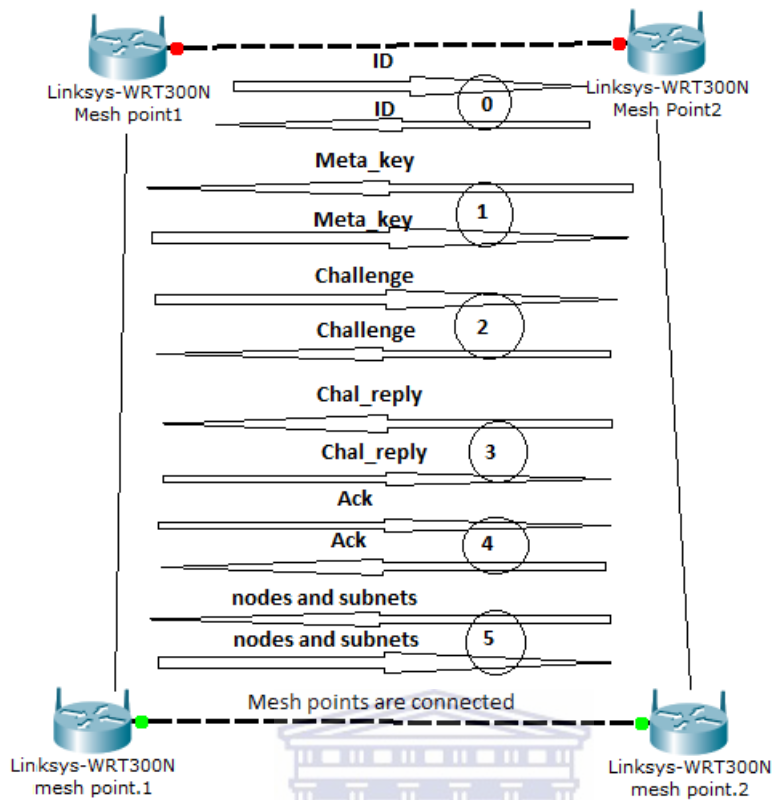 ID
Linksys-WRT300N
Mesh point1
Linksys-WRT300N
Mesh Point2
0
ID
Meta_key
1
Meta_key
Challenge
2
Challenge
Chal_reply
3
Chal_reply
Ack
4
Ack
nodes and subnets
5
nodes and subnets
Mesh points are connected
Linksys-WRT300N
mesh point.1
Linksys-WRT300N
mesh point.2